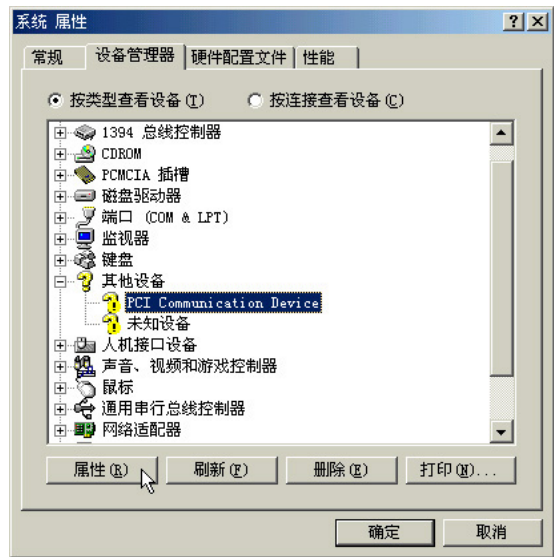 系统 属性
常规 设备管理器 硬件配置文件 性能
按类型查看设备(T) 按连接查看设备(C)
1394 总线控制器
CDROM
PCMCIA 插槽
磁盘驱动器
端口 (COM & LPT)
监视器
键盘
其他设备
PCI Communication Device
未知设备
人机接口设备
声音、视频和游戏控制器
鼠标
通用串行总线控制器
网络适配器
属性(R) 刷新(F) 删除(E) 打印(N)...
确定 取消